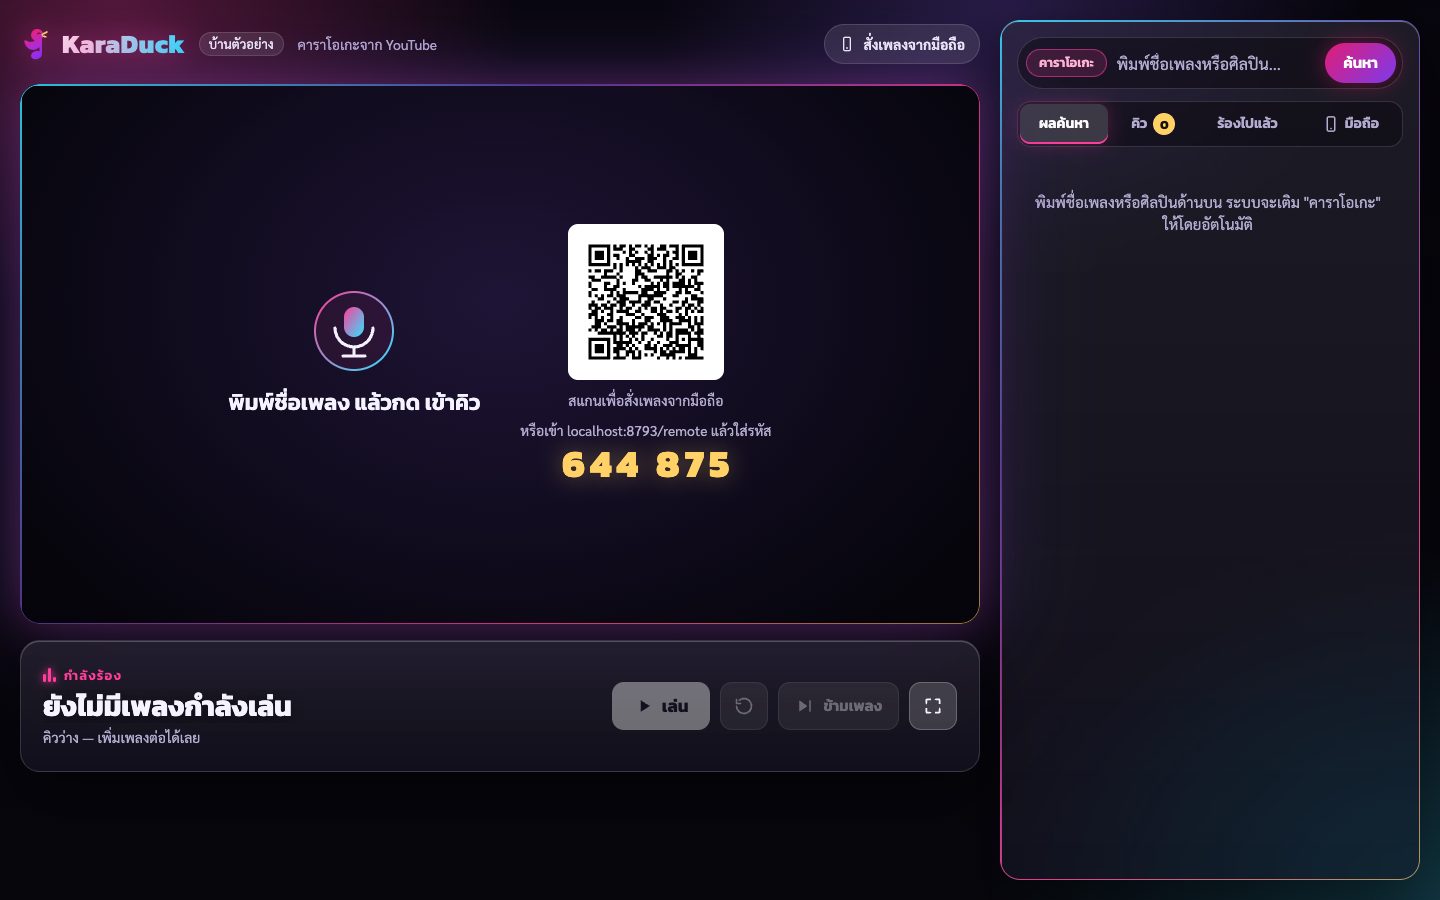 KaraDuck
บ้านตัวอย่าง
คาราโอเกะจาก YouTube
สั่งเพลงจากมือถือ
พิมพ์ชื่อเพลง แล้วกด เข้าคิว
สแกนเพื่อสั่งเพลงจากมือถือ
หรือเข้า localhost:8793/remote แล้วใส่รหัส
644 875
กำลังร้อง
ยังไม่มีเพลงกำลังเล่น
คิวว่าง — เพิ่มเพลงต่อได้เลย
เล่น
ข้ามเพลง
คาราโอเกะ
พิมพ์ชื่อเพลงหรือศิลปิน...
ค้นหา
ผลค้นหา
คิว 0
ร้องไปแล้ว
มือถือ
พิมพ์ชื่อเพลงหรือศิลปินด้านบน ระบบจะเติม "คาราโอเกะ"
ให้โดยอัตโนมัติ